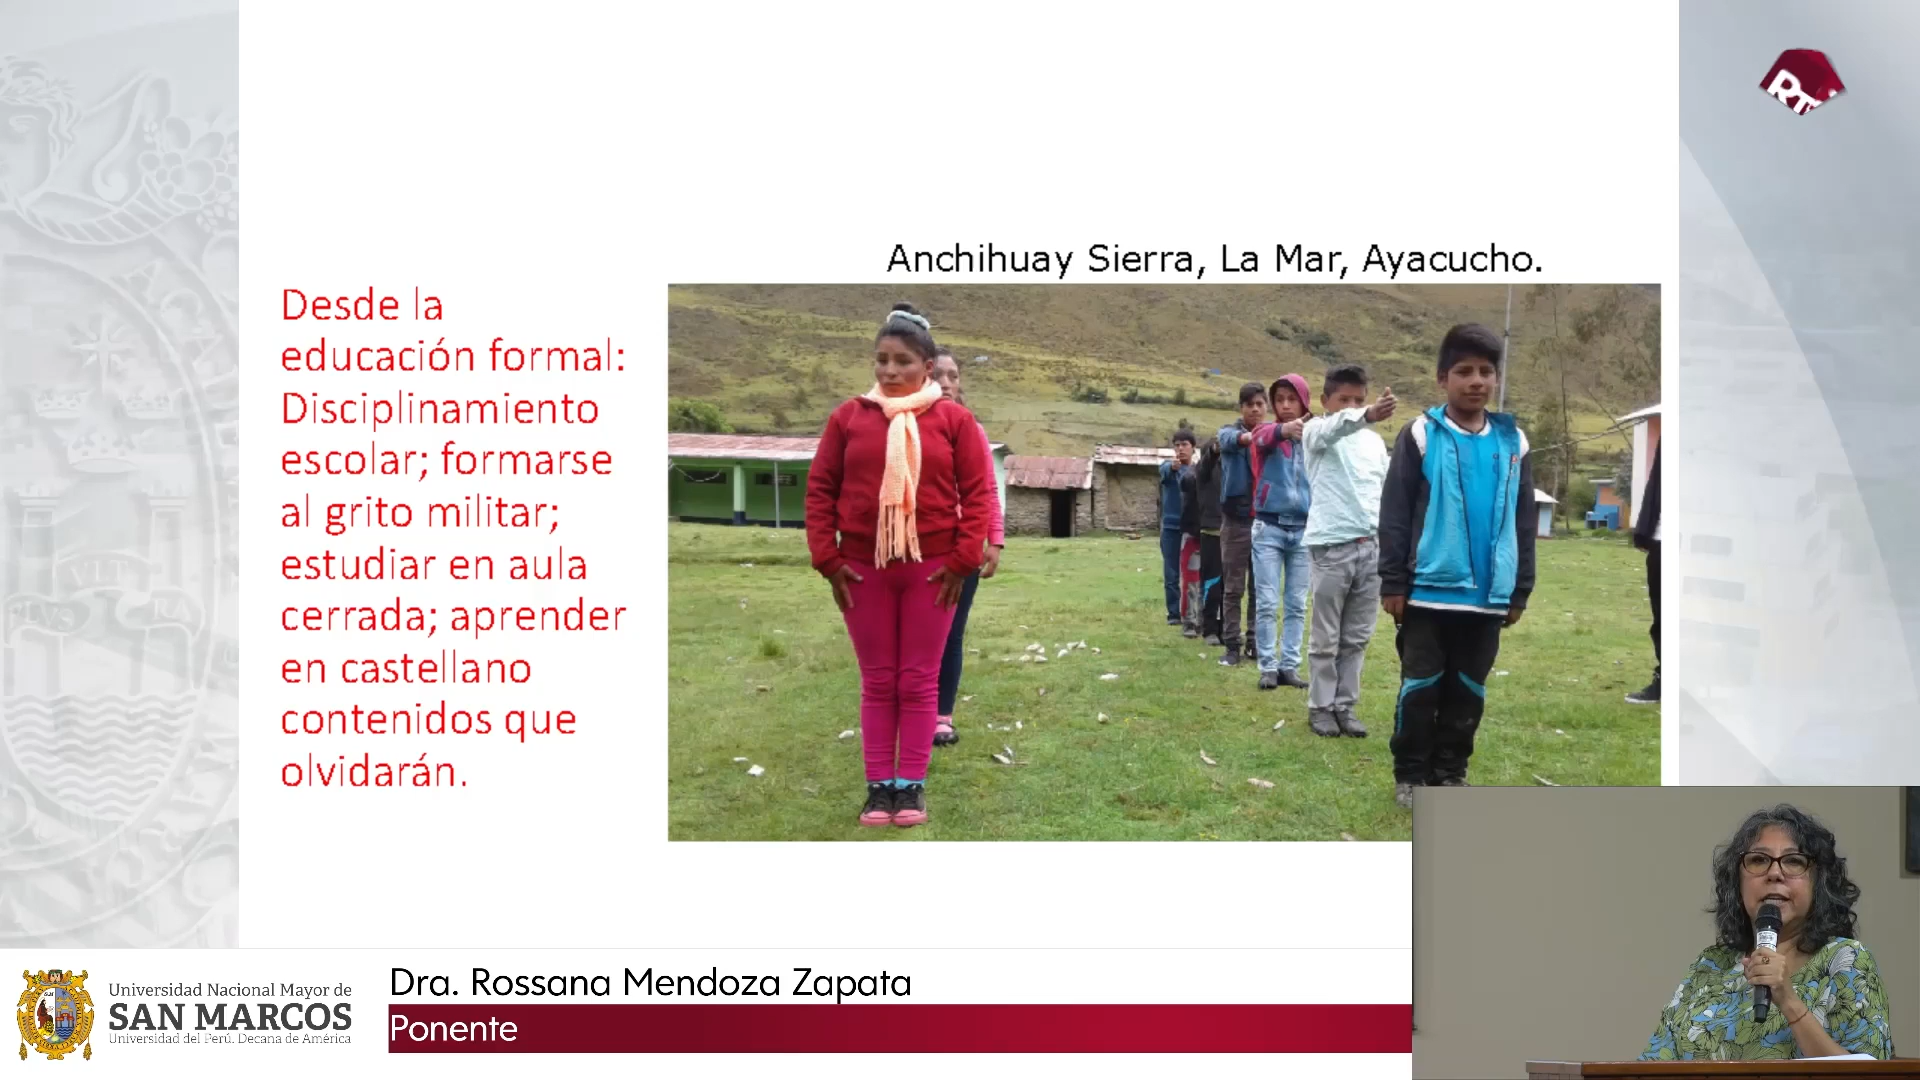 Anchihuay Sierra, La Mar, Ayacucho.
Desde la
educación formal:
Disciplinamiento
escolar; formarse
al grito militar;
estudiar en aula
cerrada; aprender
en castellano
contenidos que
olvidarán.
Universidad Nacional Mayor de
SAN MARCOS
Universidad del Perú. Decana de América
Dra. Rossana Mendoza Zapata
Ponente